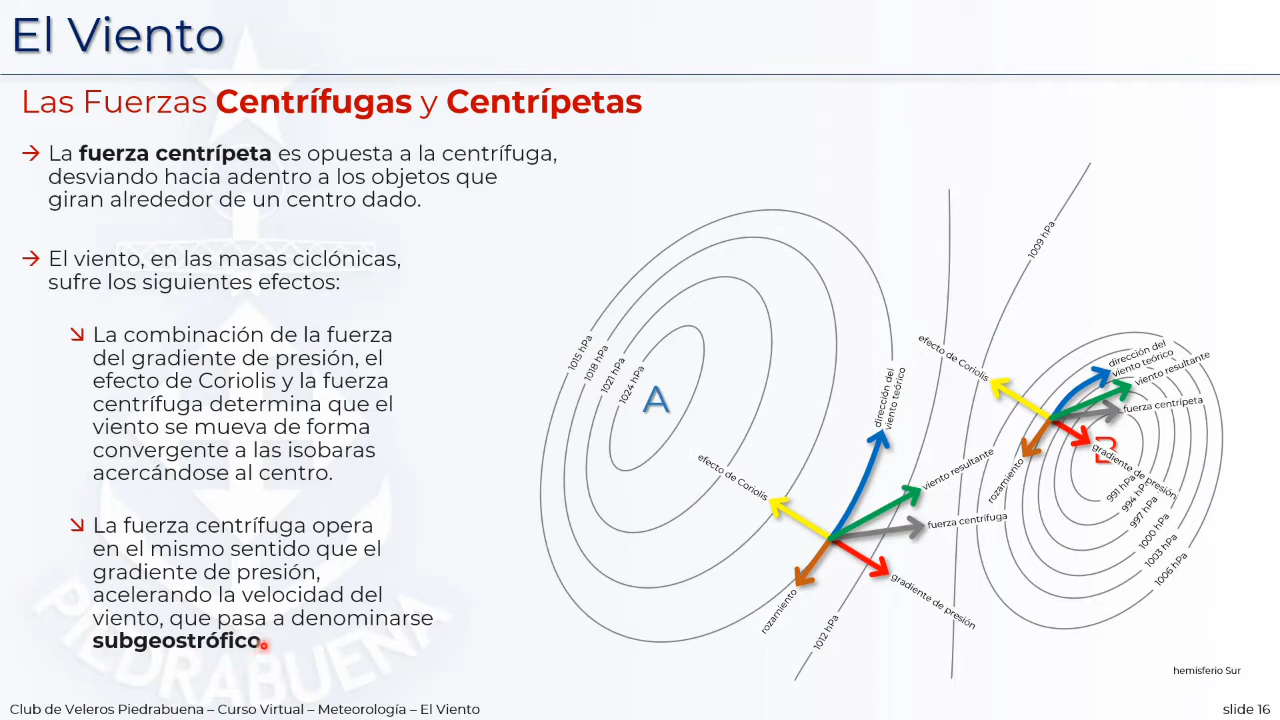 El Viento
Las Fuerzas Centrífugas y Centrípetas
→ La fuerza centrípeta es opuesta a la centrífuga,
desviando hacia adentro a los objetos que
giran alrededor de un centro dado.
→ El viento, en las masas ciclónicas,
sufre los siguientes efectos:
↘ La combinación de la fuerza
del gradiente de presión, el
efecto de Coriolis y la fuerza
centrífuga determina que el
viento se mueva de forma
convergente a las isobaras
acercándose al centro.
↘ La fuerza centrífuga opera
en el mismo sentido que el
gradiente de presión,
acelerando la velocidad del
viento, que pasa a denominarse
subgeostrófico.
1015 hPa
1018 hPa
1021 hPa
1024 hPa
A
efecto de Coriolis
dirección del
viento teórico
viento resultante
fuerza centrífuga
gradiente de presión
rozamiento
1012 hPa
1009 hPa
efecto de Coriolis
dirección del
viento teórico
viento resultante
fuerza centrípeta
B
gradiente de presión
rozamiento
991 hPa
994 hPa
997 hPa
1000 hPa
1003 hPa
1006 hPa
hemisferio Sur
PIEDRABUENA
Club de Veleros Piedrabuena – Curso Virtual – Meteorología – El Viento
slide 16